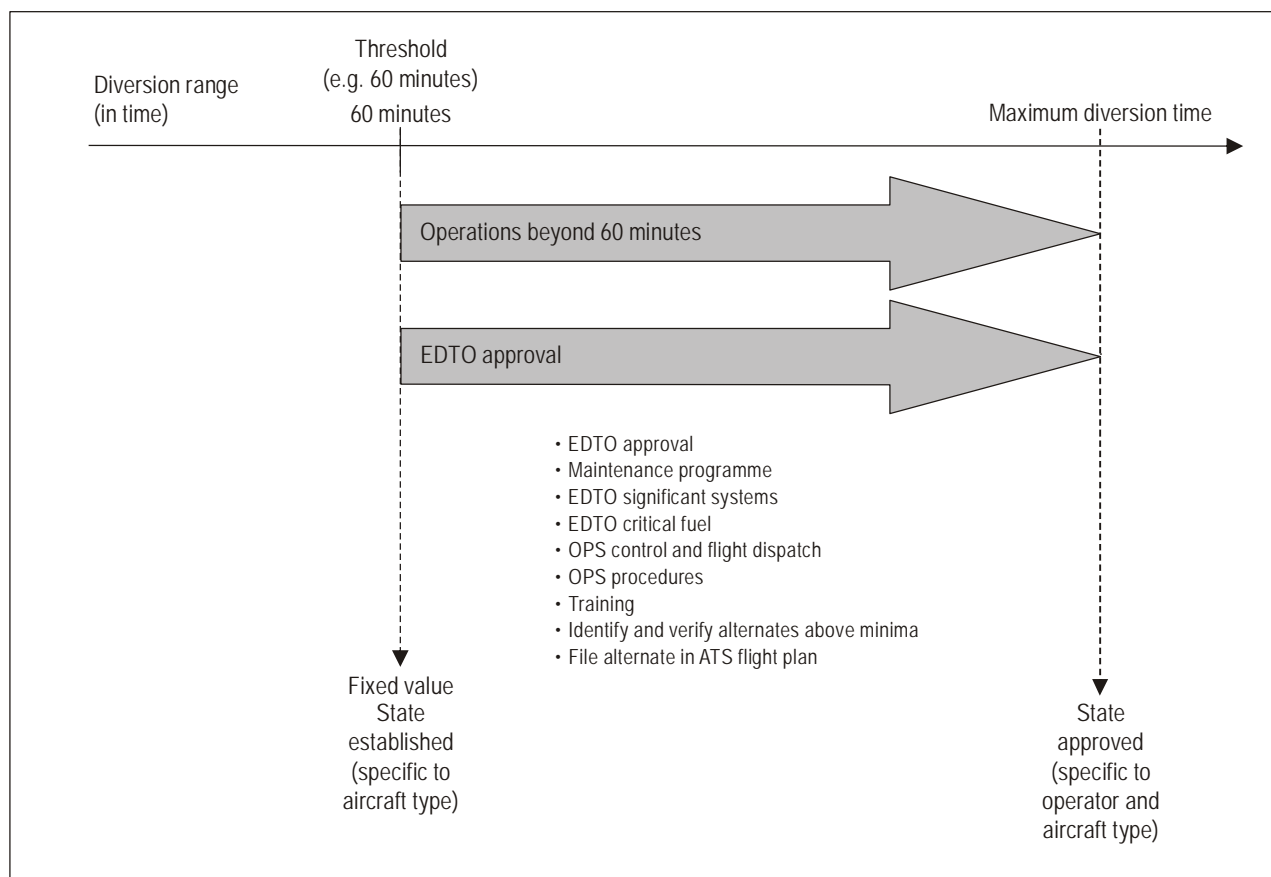 Threshold
(e.g. 60 minutes)
60 minutes
Diversion range
(in time)
Maximum diversion time
Operations beyond 60 minutes
EDTO approval
• EDTO approval
• Maintenance programme
• EDTO significant systems
• EDTO critical fuel
• OPS control and flight dispatch
• OPS procedures
• Training
• Identify and verify alternates above minima
• File alternate in ATS flight plan
Fixed value
State
established
(specific to
aircraft type)
State
approved
(specific to
operator and
aircraft type)